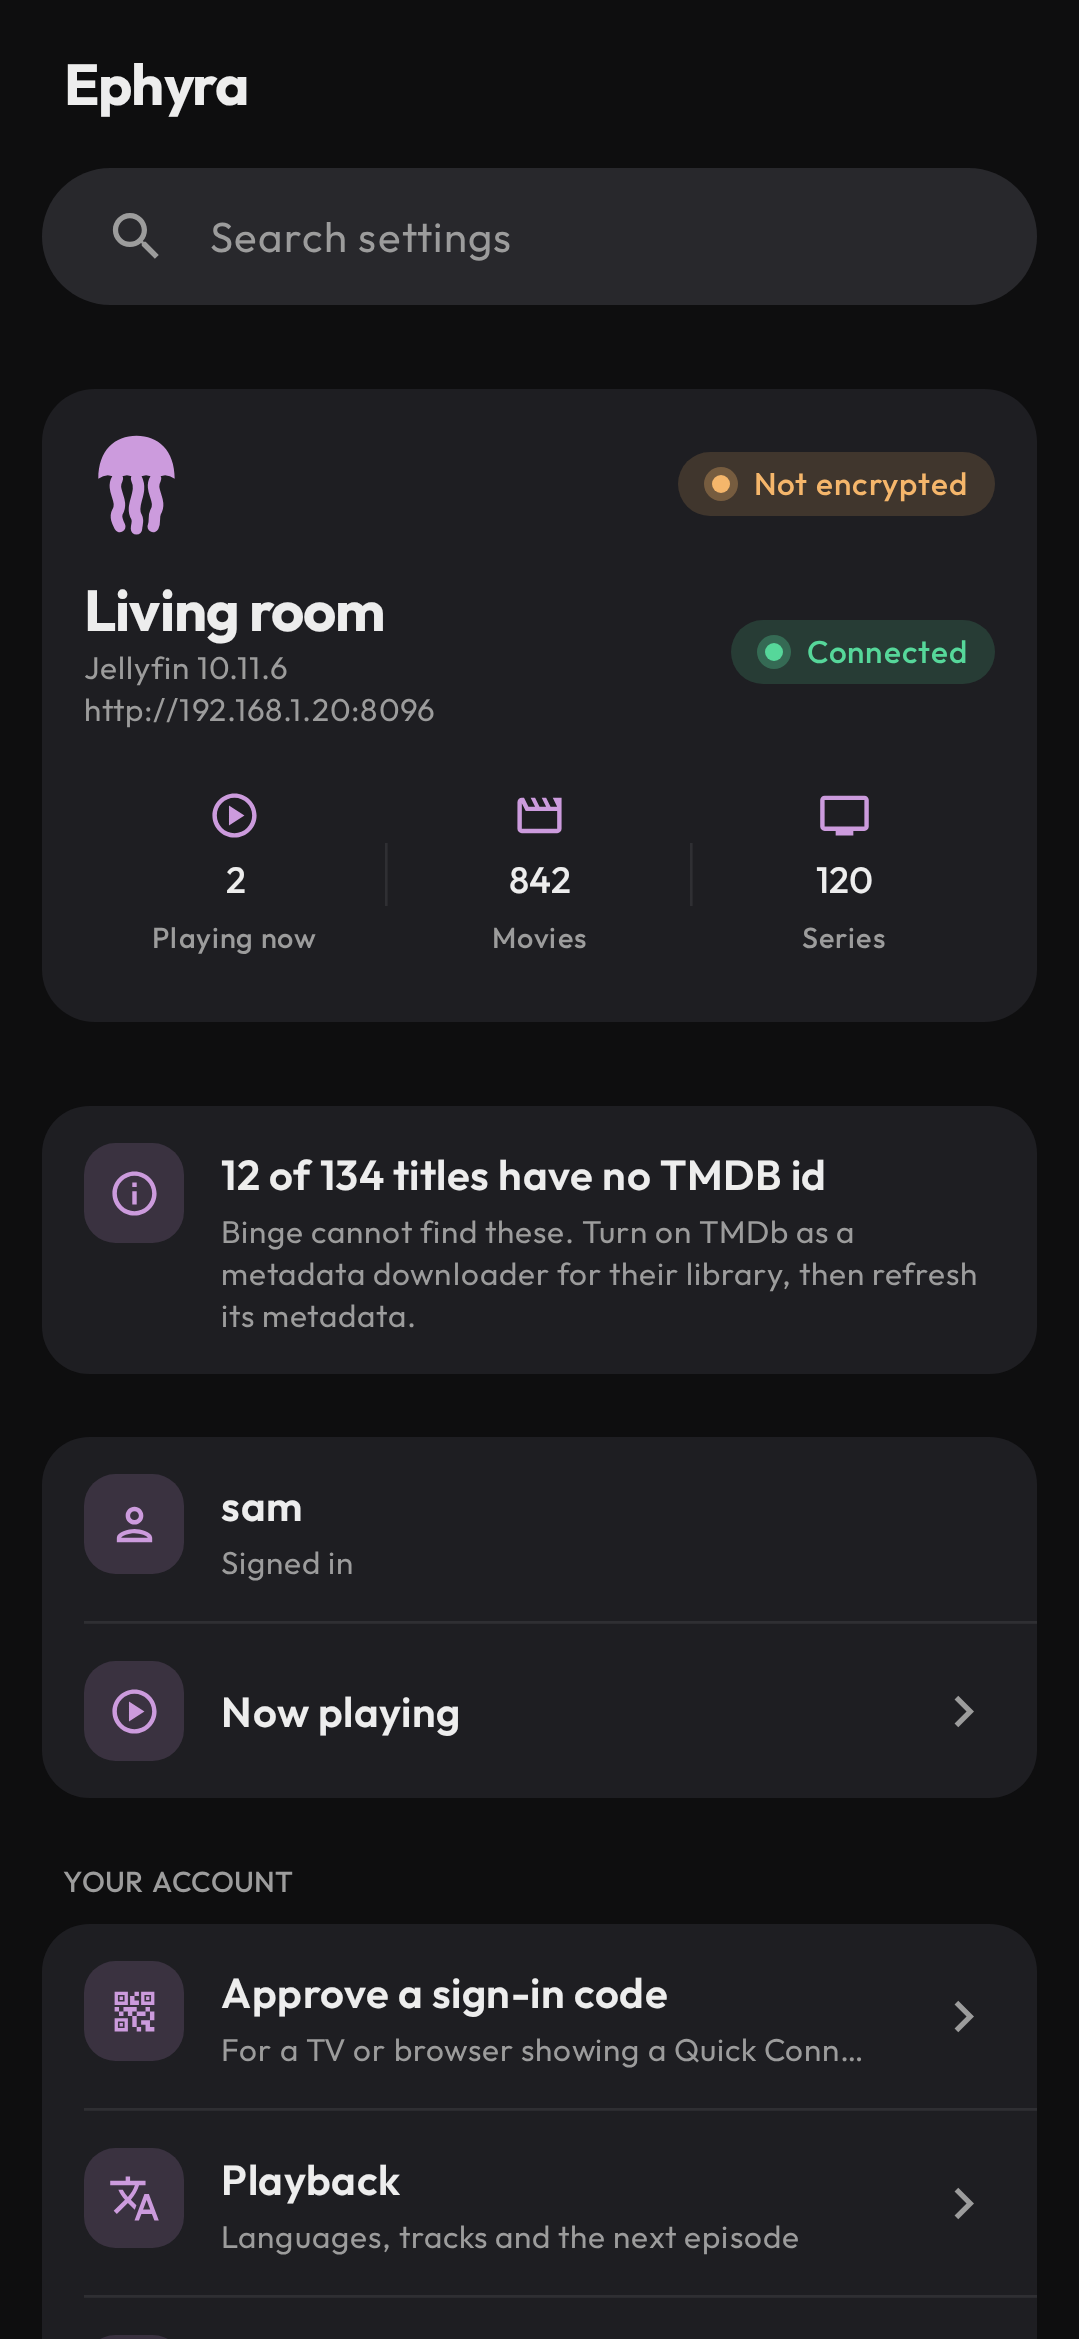 Ephyra
Search settings
Not encrypted
Living room
Jellyfin 10.11.6
http://192.168.1.20:8096
Connected
2
Playing now
842
Movies
120
Series
12 of 134 titles have no TMDB id
Binge cannot find these. Turn on TMDb as a
metadata downloader for their library, then refresh
its metadata.
sam
Signed in
Now playing
YOUR ACCOUNT
Approve a sign-in code
For a TV or browser showing a Quick Conn...
Playback
Languages, tracks and the next episode